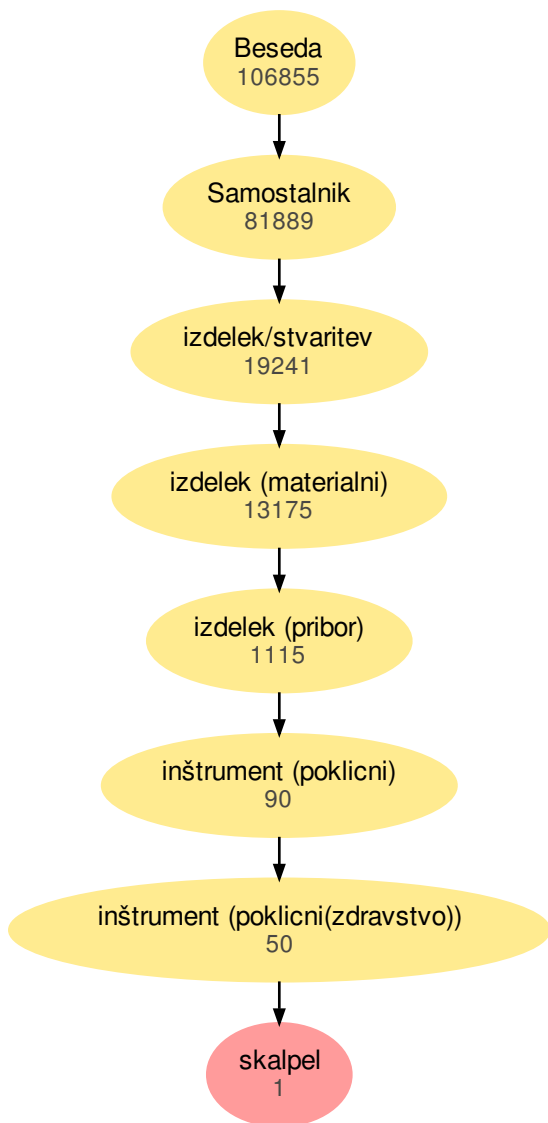 Beseda
106855
Samostalnik
81889
izdelek/stvaritev
19241
izdelek (materialni)
13175
izdelek (pribor)
1115
inštrument (poklicni)
90
inštrument (poklicni(zdravstvo))
50
skalpel
1